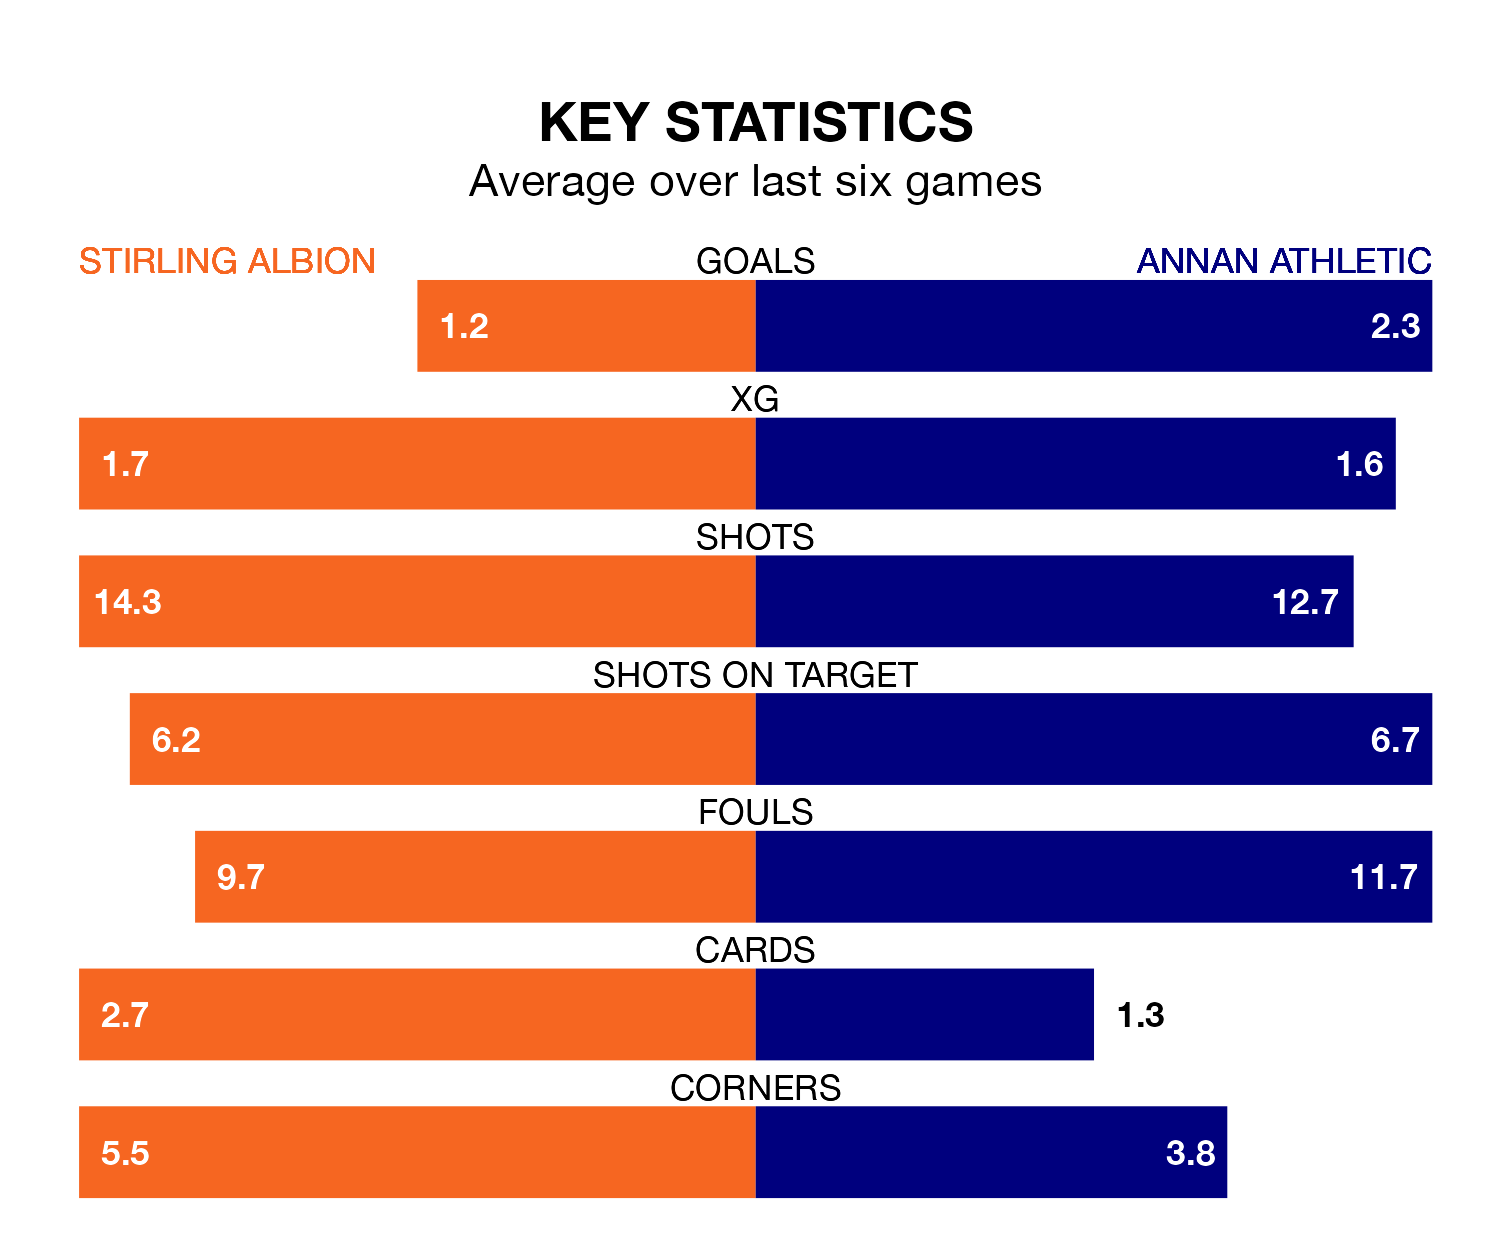 KEY STATISTICS
Average over last six games
STIRLING ALBION GOALS ANNAN ATHLETIC
1.2 2.3
XG
1.7 1.6
SHOTS
14.3 12.7
SHOTS ON TARGET
6.2 6.7
FOULS
9.7 11.7
CARDS
2.7 1.3
CORNERS
5.5 3.8